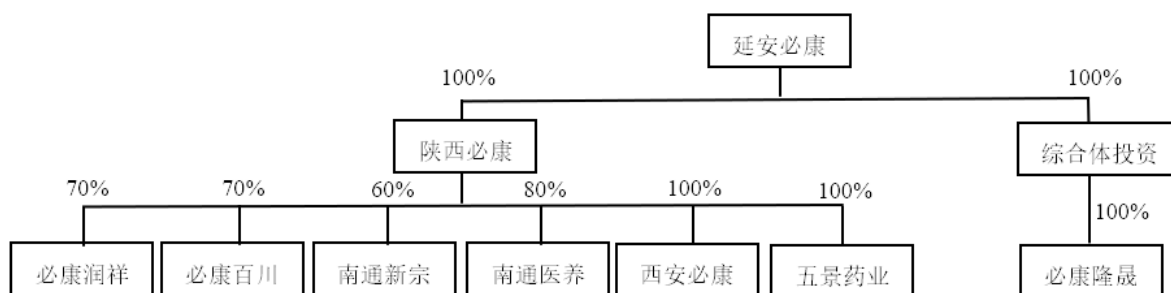 延安必康
100%
100%
陕西必康
综合体投资
70%
70%
60%
80%
100%
100%
100%
必康润祥
必康百川
南通新宗
南通医养
西安必康
五景药业
必康隆晟